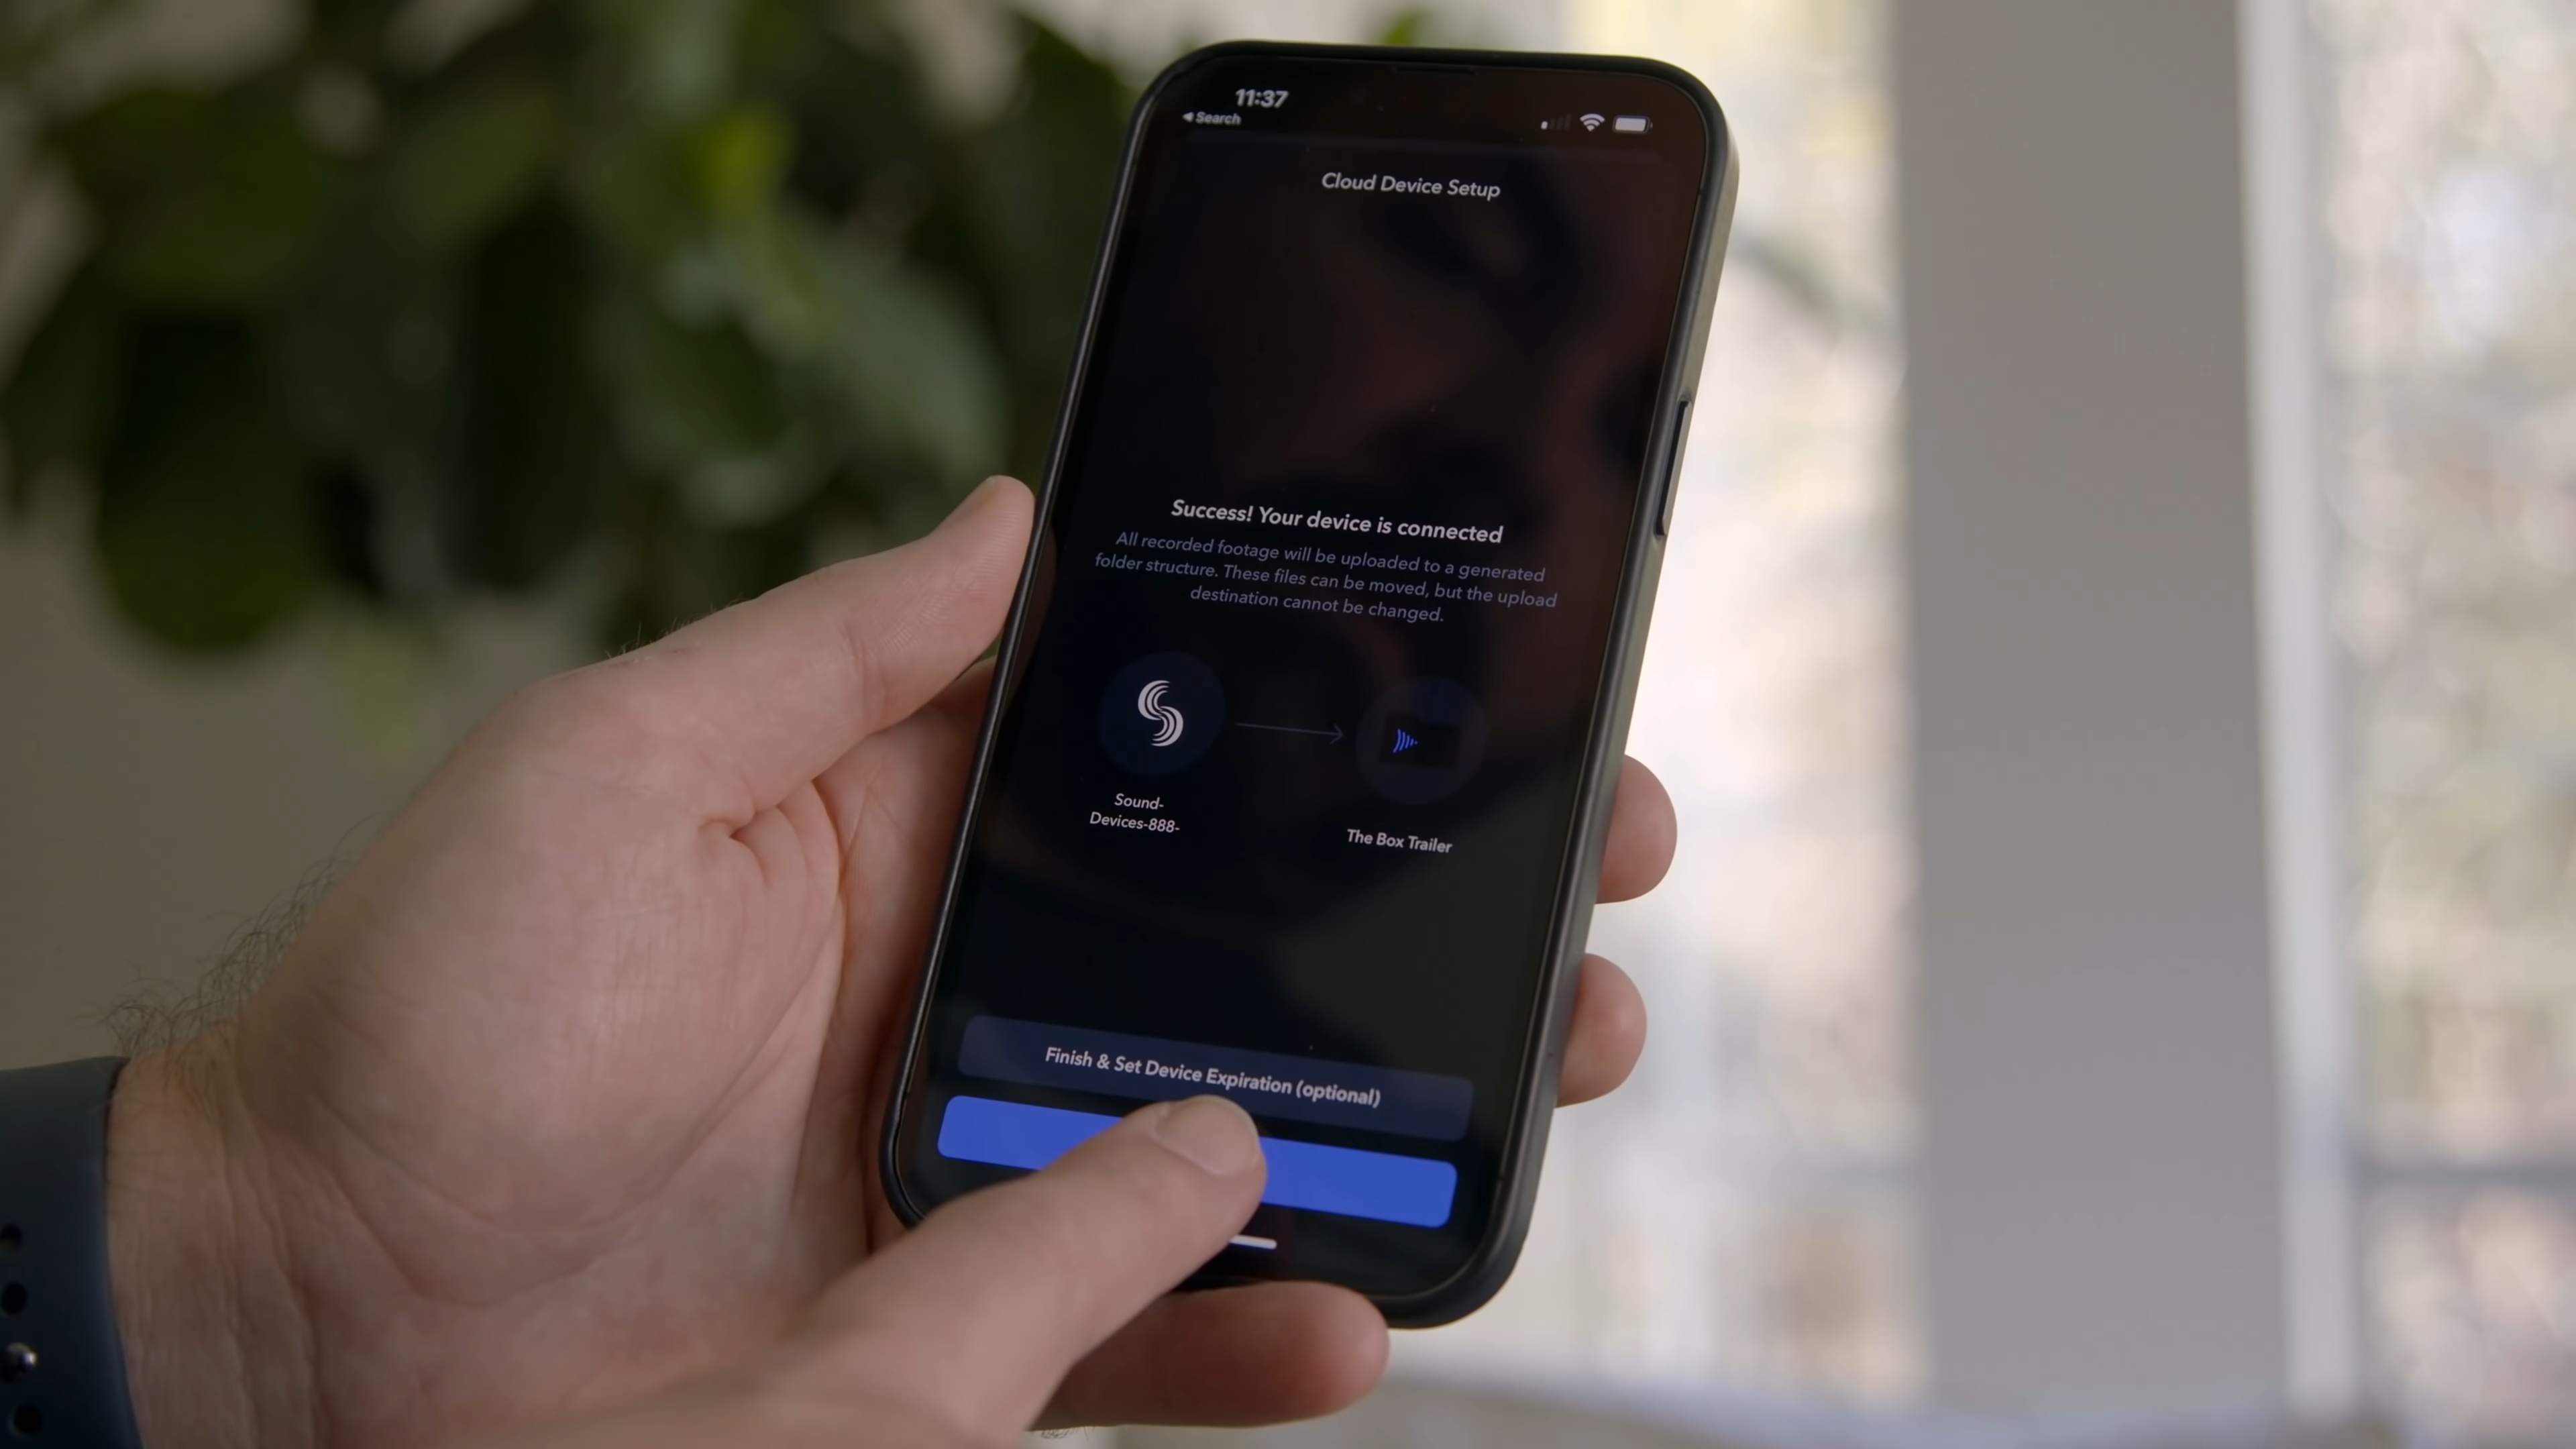 11:37
◀ Search
Cloud Device Setup
Success! Your device is connected
All recorded footage will be uploaded to a generated
folder structure. These files can be moved, but the upload
destination cannot be changed.
Sound-
Devices-888-
The Box Trailer
Finish & Set Device Expiration (optional)